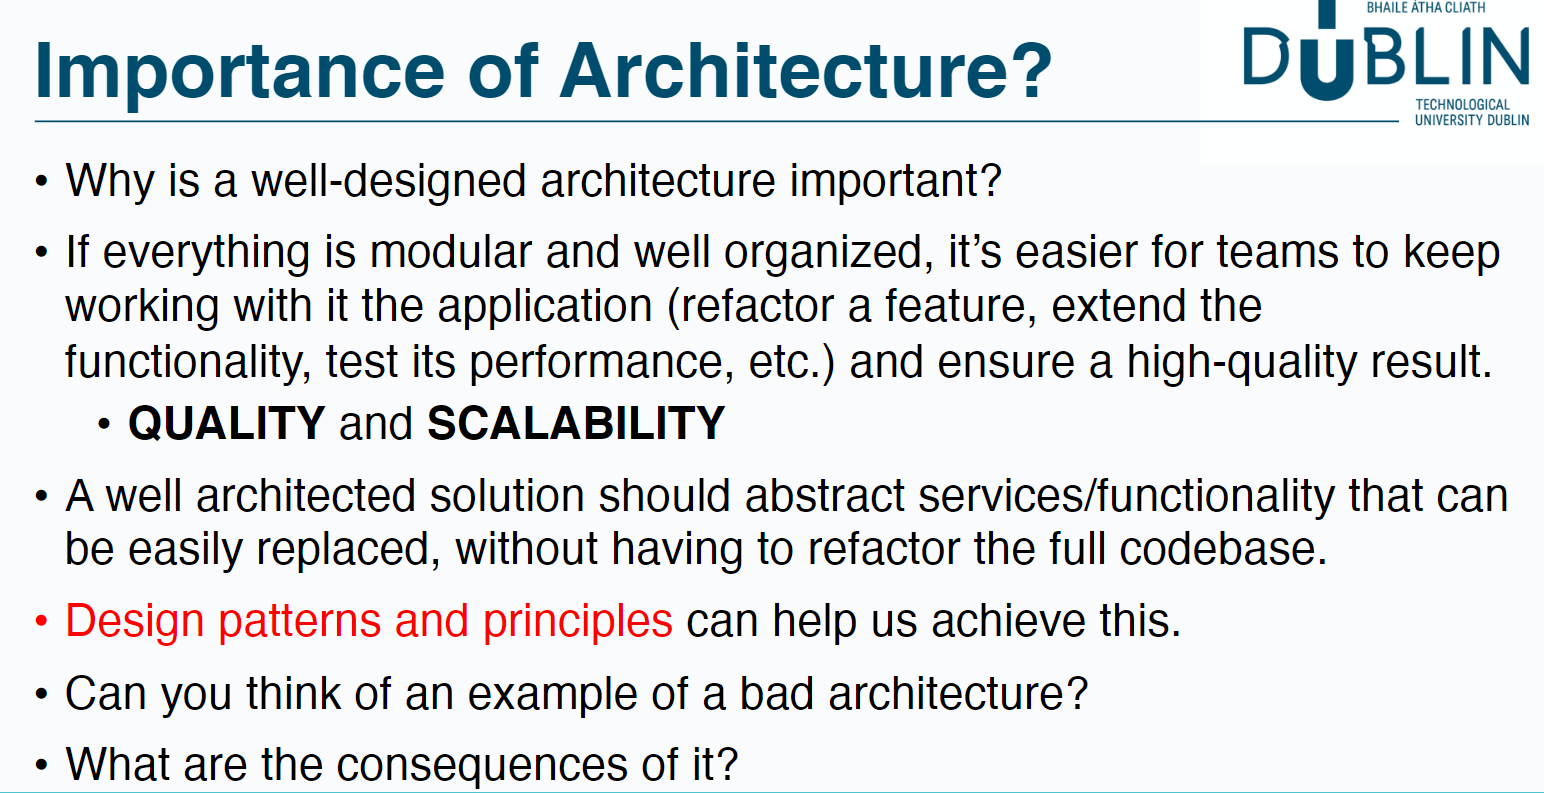 BHAILE ÁTHA CLIATH
DUBLIN
TECHNOLOGICAL
UNIVERSITY DUBLIN
Importance of Architecture?
• Why is a well-designed architecture important?
• If everything is modular and well organized, it’s easier for teams to keep
working with it the application (refactor a feature, extend the
functionality, test its performance, etc.) and ensure a high-quality result.
• QUALITY and SCALABILITY
• A well architected solution should abstract services/functionality that can
be easily replaced, without having to refactor the full codebase.
• Design patterns and principles can help us achieve this.
• Can you think of an example of a bad architecture?
• What are the consequences of it?